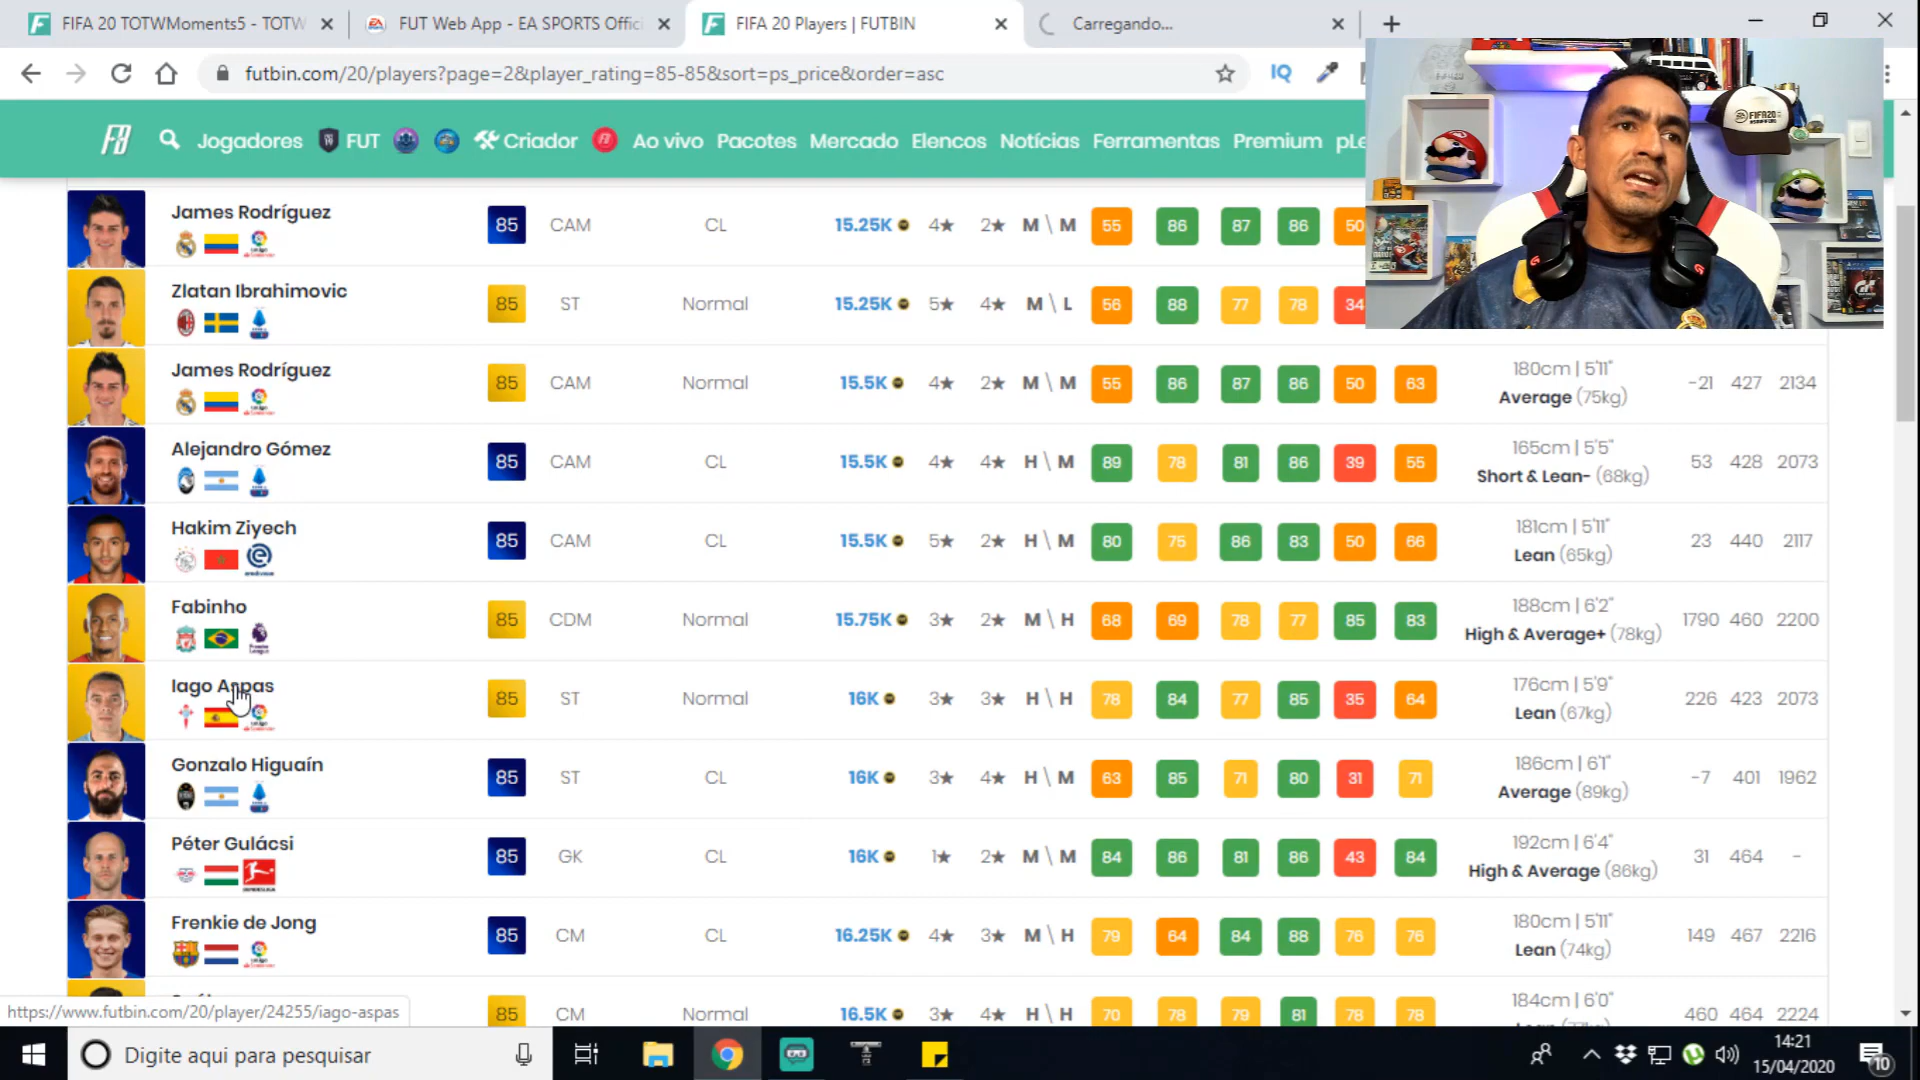 FIFA 20 TOTWMoments5 - TOTW
FUT Web App - EA SPORTS Offici
FIFA 20 Players | FUTBIN
Carregando...
futbin.com/20/players?page=2&player_rating=85-85&sort=ps_price&order=asc
IQ
Jogadores FUT Criador Ao vivo Pacotes Mercado Elencos Notícias Ferramentas Premium pLe
FIFA20
James Rodríguez 85 CAM CL 15.25K 4★ 2★ M \ M 55 86 87 86 50
Zlatan Ibrahimovic 85 ST Normal 15.25K 5★ 4★ M \ L 56 88 77 78 34
James Rodríguez 85 CAM Normal 15.5K 4★ 2★ M \ M 55 86 87 86 50 63 180cm | 5'11" Average (75kg) -21 427 2134
Alejandro Gómez 85 CAM CL 15.5K 4★ 4★ H \ M 89 78 81 86 39 55 165cm | 5'5" Short & Lean- (68kg) 53 428 2073
Hakim Ziyech 85 CAM CL 15.5K 5★ 2★ H \ M 80 75 86 83 50 66 181cm | 5'11" Lean (65kg) 23 440 2117
Fabinho 85 CDM Normal 15.75K 3★ 2★ M \ H 68 69 78 77 85 83 188cm | 6'2" High & Average+ (78kg) 1790 460 2200
Iago Aspas 85 ST Normal 16K 3★ 3★ H \ H 78 84 77 85 35 64 176cm | 5'9" Lean (67kg) 226 423 2073
Gonzalo Higuaín 85 ST CL 16K 3★ 4★ H \ M 63 85 71 80 31 71 186cm | 6'1" Average (89kg) -7 401 1962
Péter Gulácsi 85 GK CL 16K 1★ 2★ M \ M 84 86 81 86 43 84 192cm | 6'4" High & Average (86kg) 31 464 -
Frenkie de Jong 85 CM CL 16.25K 4★ 3★ M \ H 79 64 84 88 76 76 180cm | 5'11" Lean (74kg) 149 467 2216
85 CM Normal 16.5K 3★ 4★ H \ H 70 78 79 81 78 78 184cm | 6'0" 460 464 2224
https://www.futbin.com/20/player/24255/iago-aspas
Digite aqui para pesquisar
14:21
15/04/2020
10